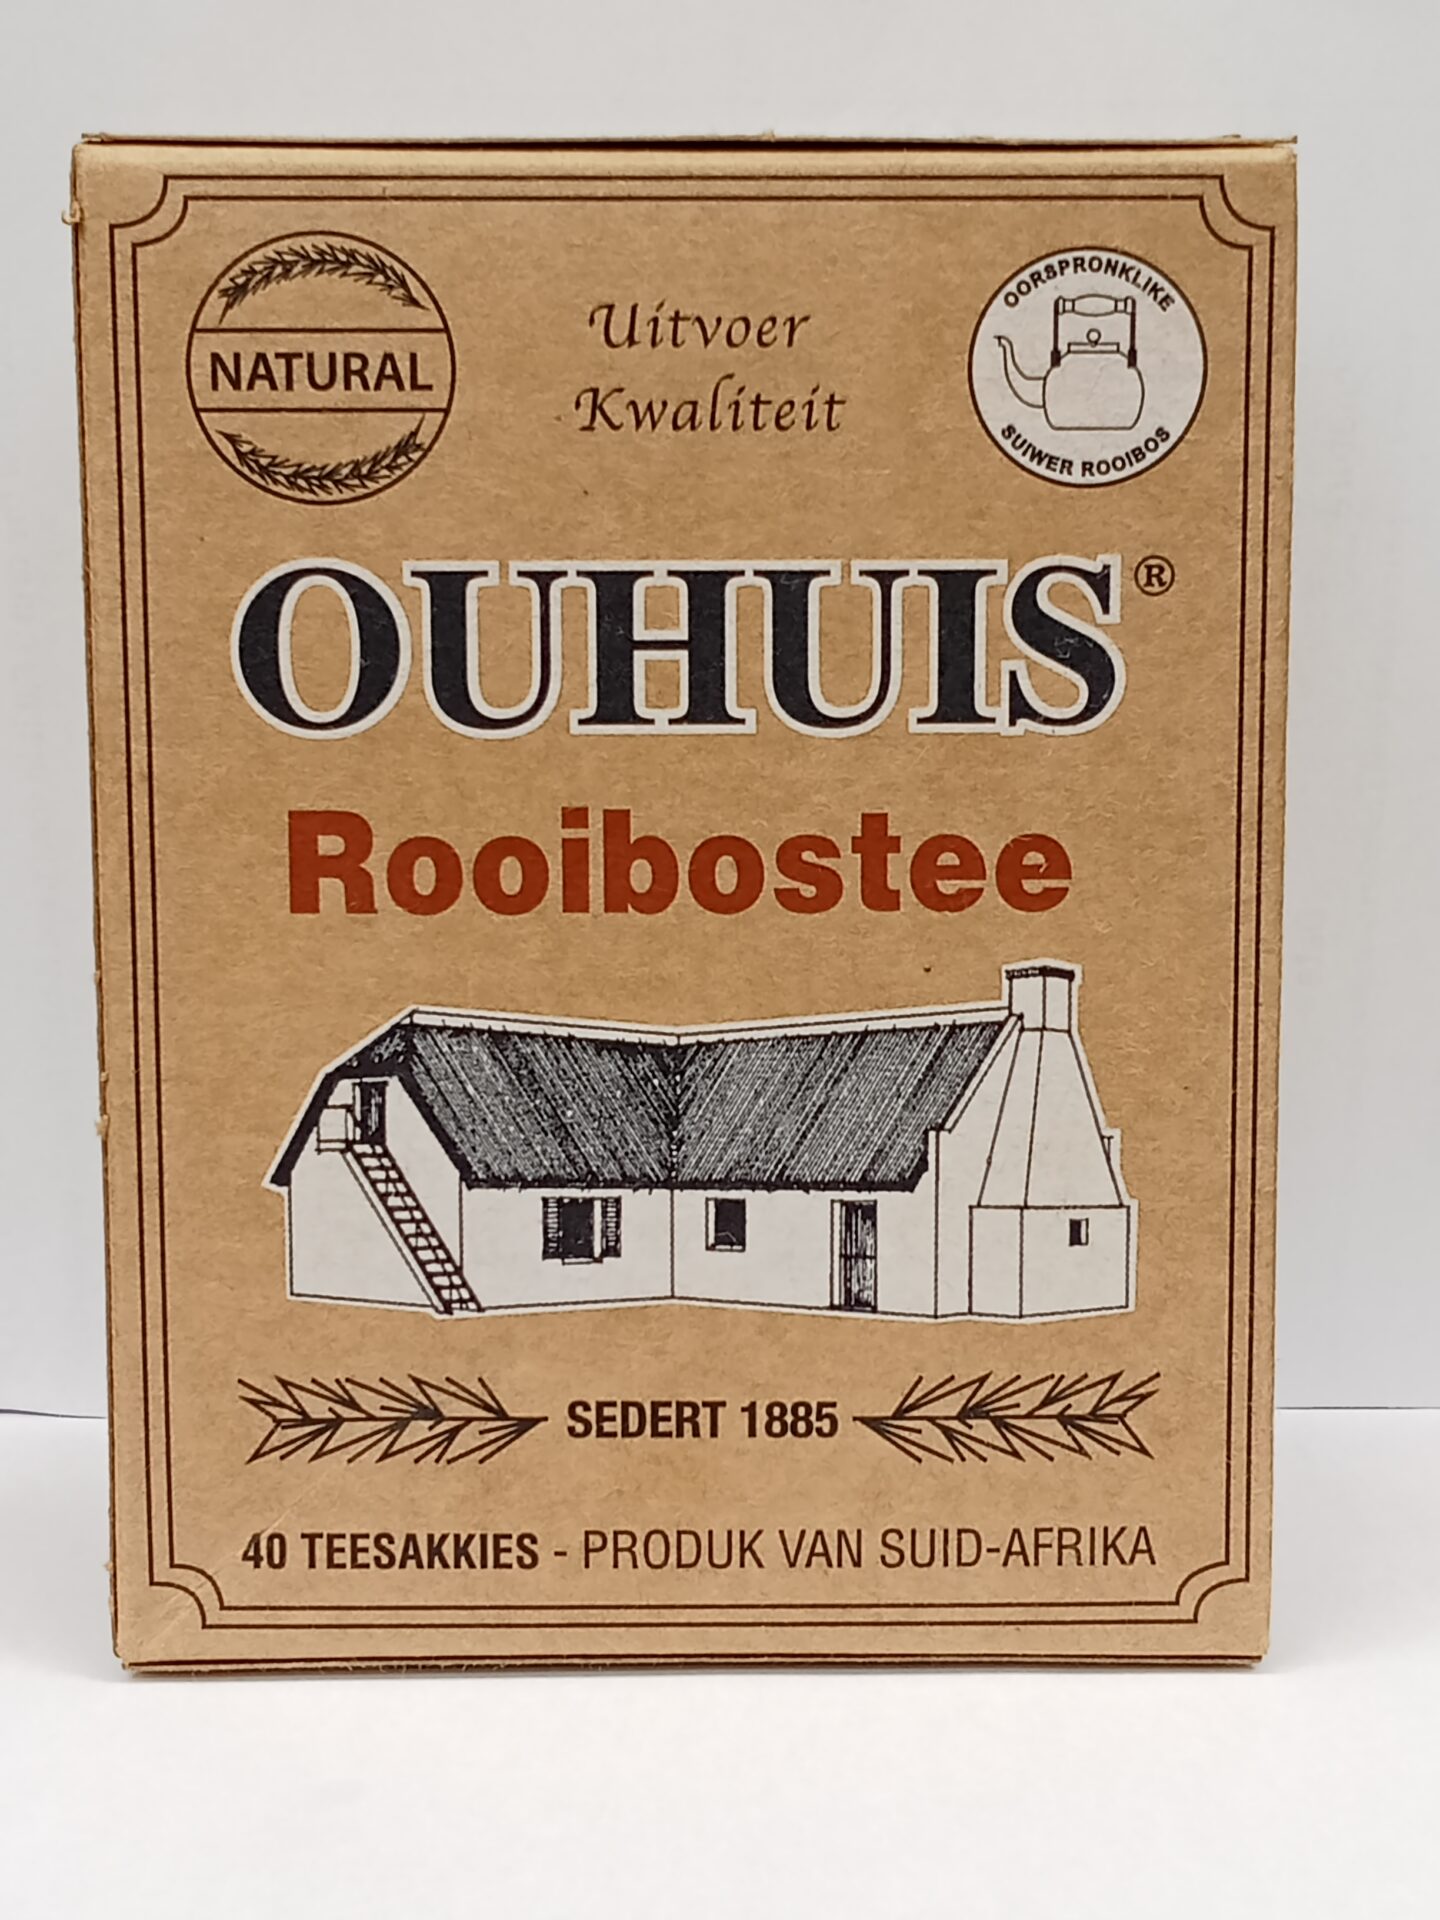 NATURAL
Uitvoer
Kwaliteit
OORSPRONKLIKE
SUIWER ROOIBOS
OUHUIS®
Rooibostee
SEDERT 1885
40 TEESAKKIES - PRODUK VAN SUID-AFRIKA